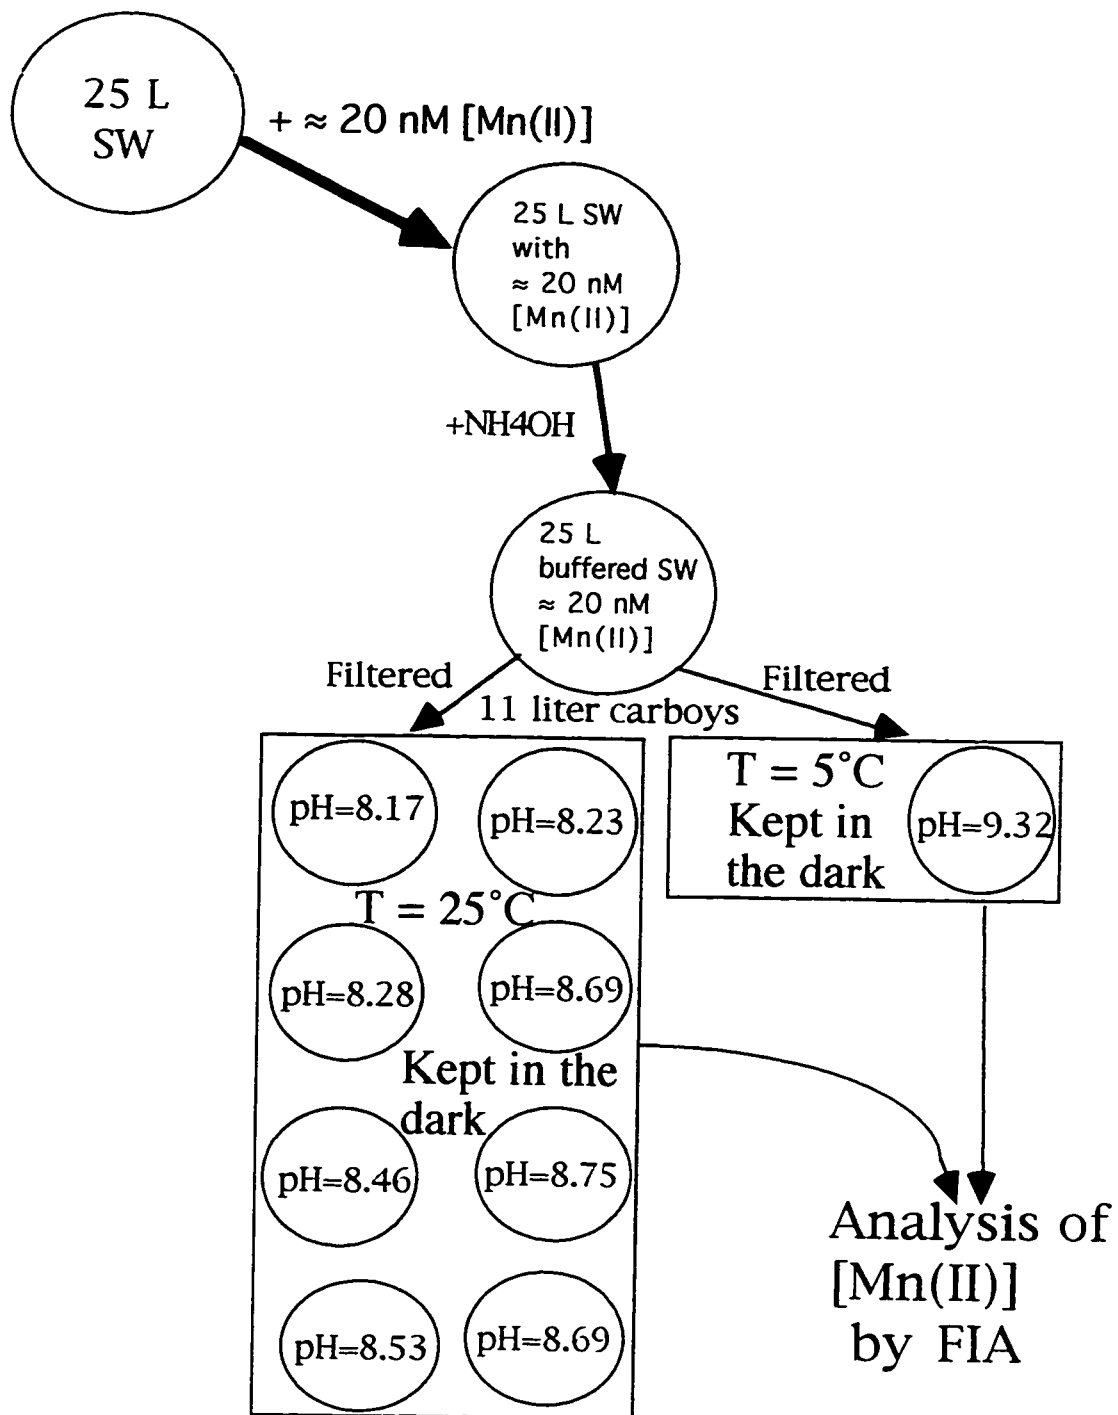 25 L
SW
+ ≈ 20 nM [Mn(II)]
25 L SW
with
≈ 20 nM
[Mn(II)]
+NH4OH
25 L
buffered SW
≈ 20 nM
[Mn(II)]
Filtered
Filtered
11 liter carboys
pH=8.17
pH=8.23
T = 25°C
pH=8.28
pH=8.69
Kept in the
dark
pH=8.46
pH=8.75
pH=8.53
pH=8.69
T = 5°C
Kept in
the dark
pH=9.32
Analysis of
[Mn(II)]
by FIA